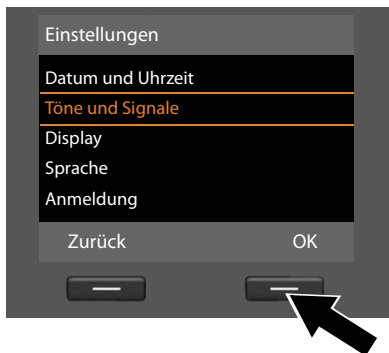 Einstellungen
Datum und Uhrzeit
Töne und Signale
Display
Sprache
Anmeldung
Zurück OK